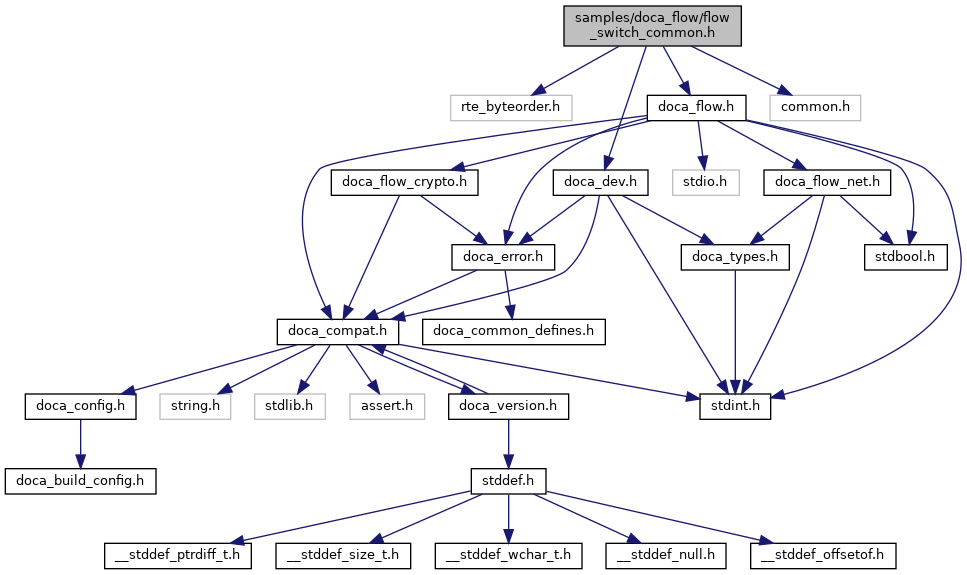 samples/doca_flow/flow
_switch_common.h
rte_byteorder.h
doca_flow.h
common.h
doca_flow_crypto.h
doca_dev.h
stdio.h
doca_flow_net.h
doca_error.h
doca_types.h
stdbool.h
doca_compat.h
doca_common_defines.h
doca_config.h
string.h
stdlib.h
assert.h
doca_version.h
stdint.h
doca_build_config.h
stddef.h
__stddef_ptrdiff_t.h
__stddef_size_t.h
__stddef_wchar_t.h
__stddef_null.h
__stddef_offsetof.h